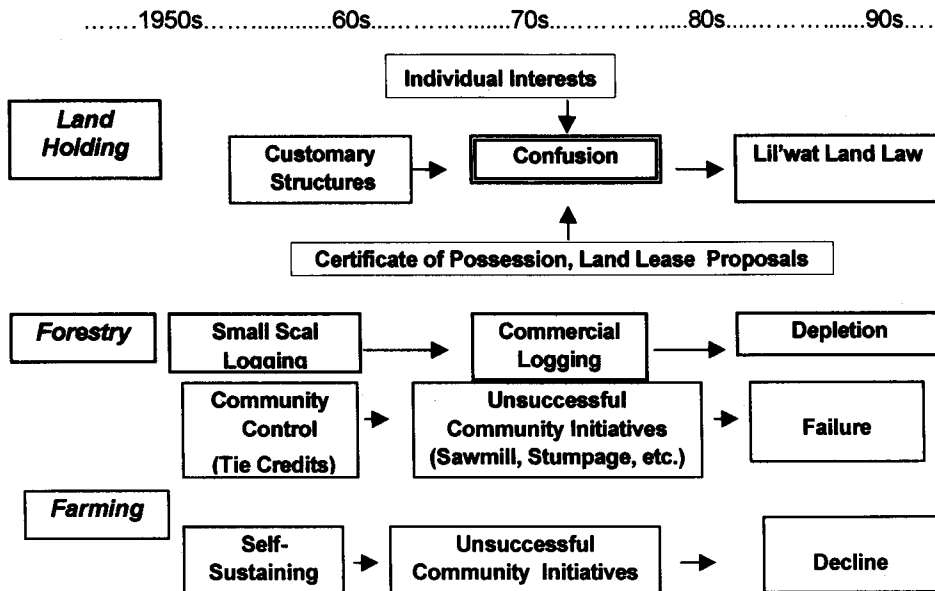 ......1950s...............60s.................70s................80s................90s....
Individual Interests
Land
Holding
Customary
Structures
Confusion
Lil'wat Land Law
Certificate of Possession, Land Lease Proposals
Forestry
Small Scal
Logging
Commercial
Logging
Depletion
Community
Control
(Tie Credits)
Unsuccessful
Community Initiatives
(Sawmill, Stumpage, etc.)
Failure
Farming
Self-
Sustaining
Unsuccessful
Community Initiatives
Decline